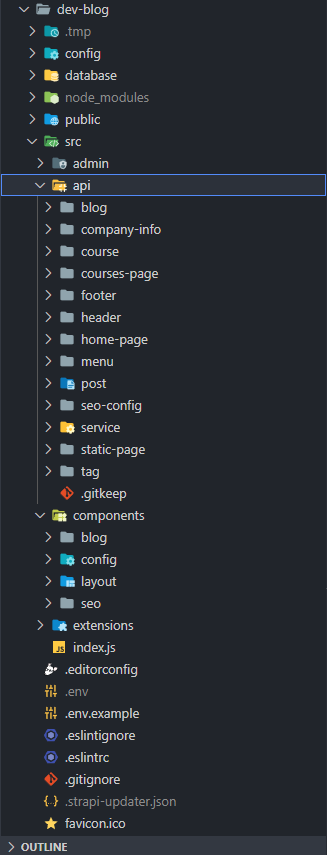 dev-blog
.tmp
config
database
node_modules
public
src
admin
api
blog
company-info
course
courses-page
footer
header
home-page
menu
post
seo-config
service
static-page
tag
.gitkeep
components
blog
config
layout
seo
extensions
JS index.js
.editorconfig
.env
.env.example
.eslintignore
.eslintrc
.gitignore
.strapi-updater.json
favicon.ico
OUTLINE